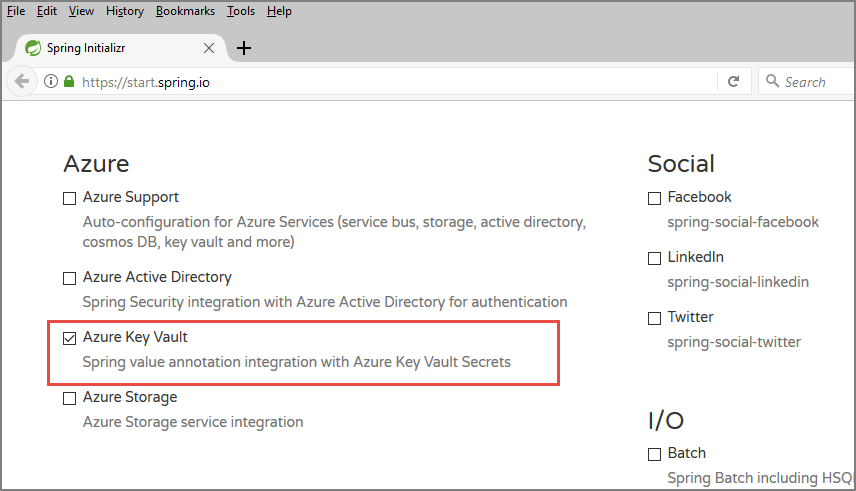 File Edit View History Bookmarks Tools Help
Spring Initializr
https://start.spring.io
Search
Azure
Azure Support
Auto-configuration for Azure Services (service bus, storage, active directory,
cosmos DB, key vault and more)
Azure Active Directory
Spring Security integration with Azure Active Directory for authentication
Azure Key Vault
Spring value annotation integration with Azure Key Vault Secrets
Azure Storage
Azure Storage service integration
Social
Facebook
spring-social-facebook
LinkedIn
spring-social-linkedin
Twitter
spring-social-twitter
I/O
Batch
Spring Batch including HSQ